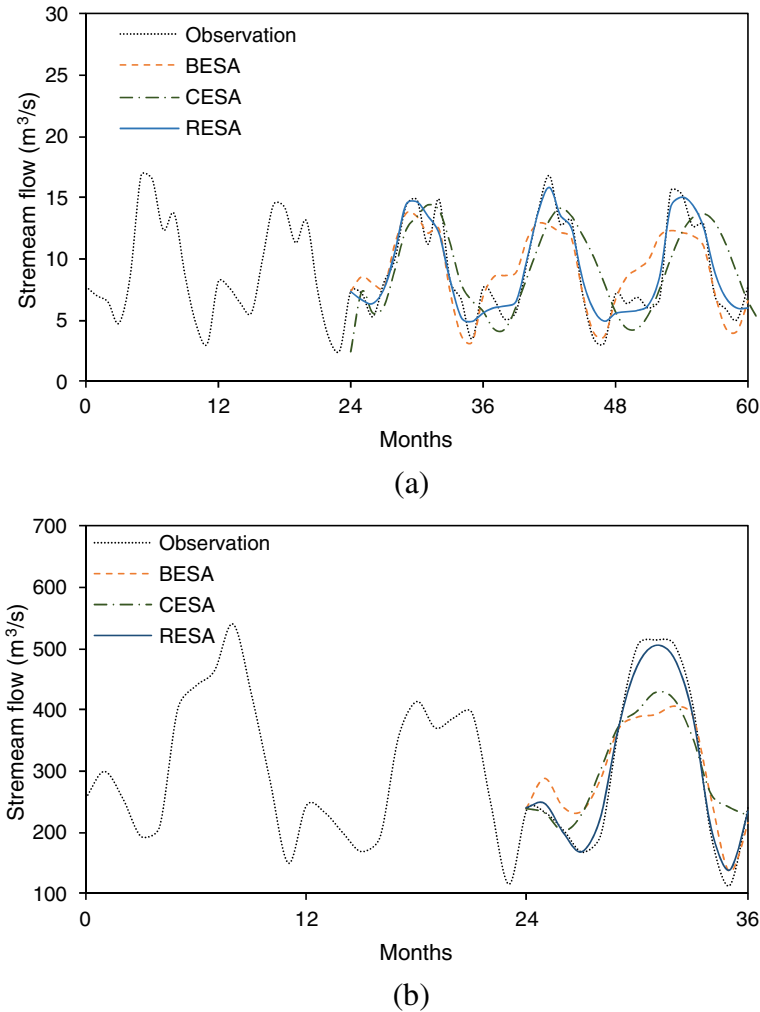 30
25
20
15
10
5
0
Stremeam flow (m³/s)
Observation
BESA
CESA
RESA
0 12 24 36 48 60
Months
(a)
700
600
500
400
300
200
100
Stremeam flow (m³/s)
Observation
BESA
CESA
RESA
0 12 24 36
Months
(b)